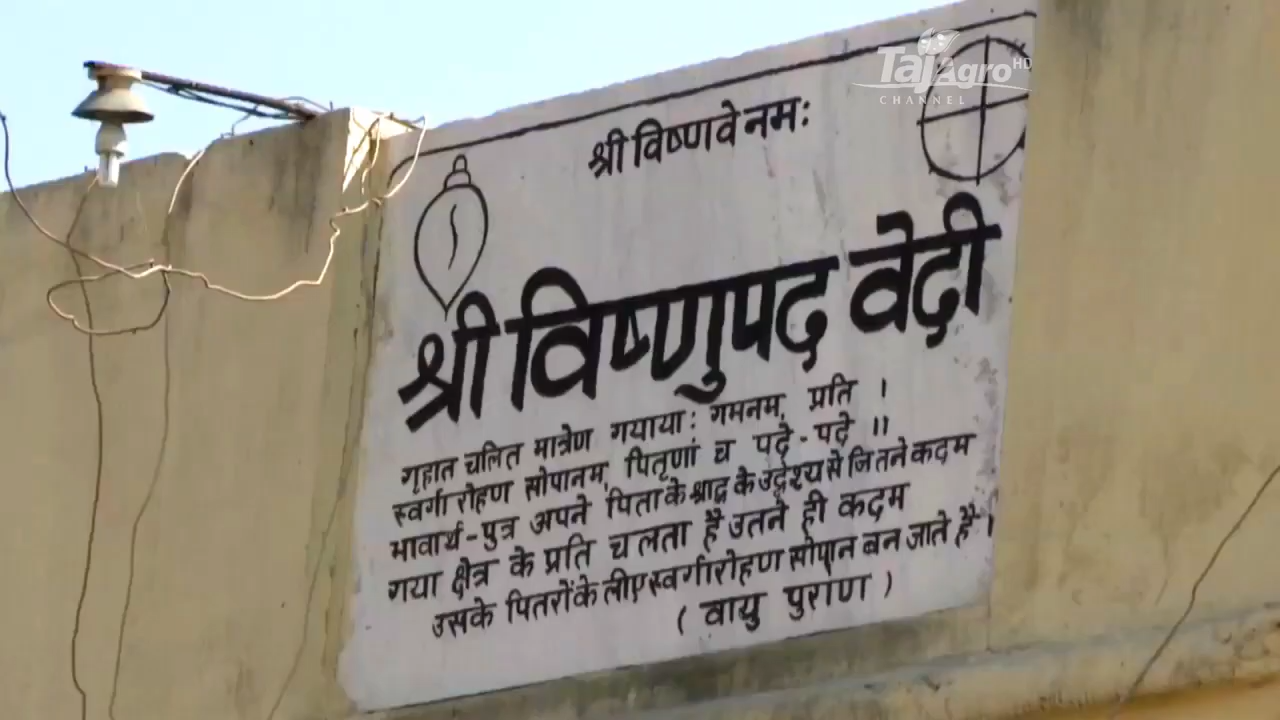 TajAgro HD
CHANNEL
श्री विष्णवे नमः
श्री विष्णुपद वेदी
गृहात चलित मात्रेण गयायाः गमनम्, प्रति ।
स्वर्गारोहण सोपानम्, पितृणां च पदे-पदे ॥
भावार्थ-पुत्र अपने पिता के श्राद्ध के उद्देश्य से जितने कदम
गया क्षेत्र के प्रति चलता है उतने ही कदम
उसके पितरों के लीए स्वर्गारोहण सोपान बन जाते हैं ।
( वायु पुराण )